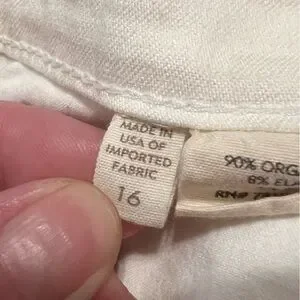 MADE IN
USA OF
IMPORTED
FABRIC
16
90% ORG
8% EL
RN#